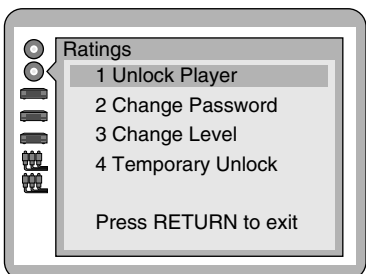 Ratings
1 Unlock Player
2 Change Password
3 Change Level
4 Temporary Unlock
Press RETURN to exit